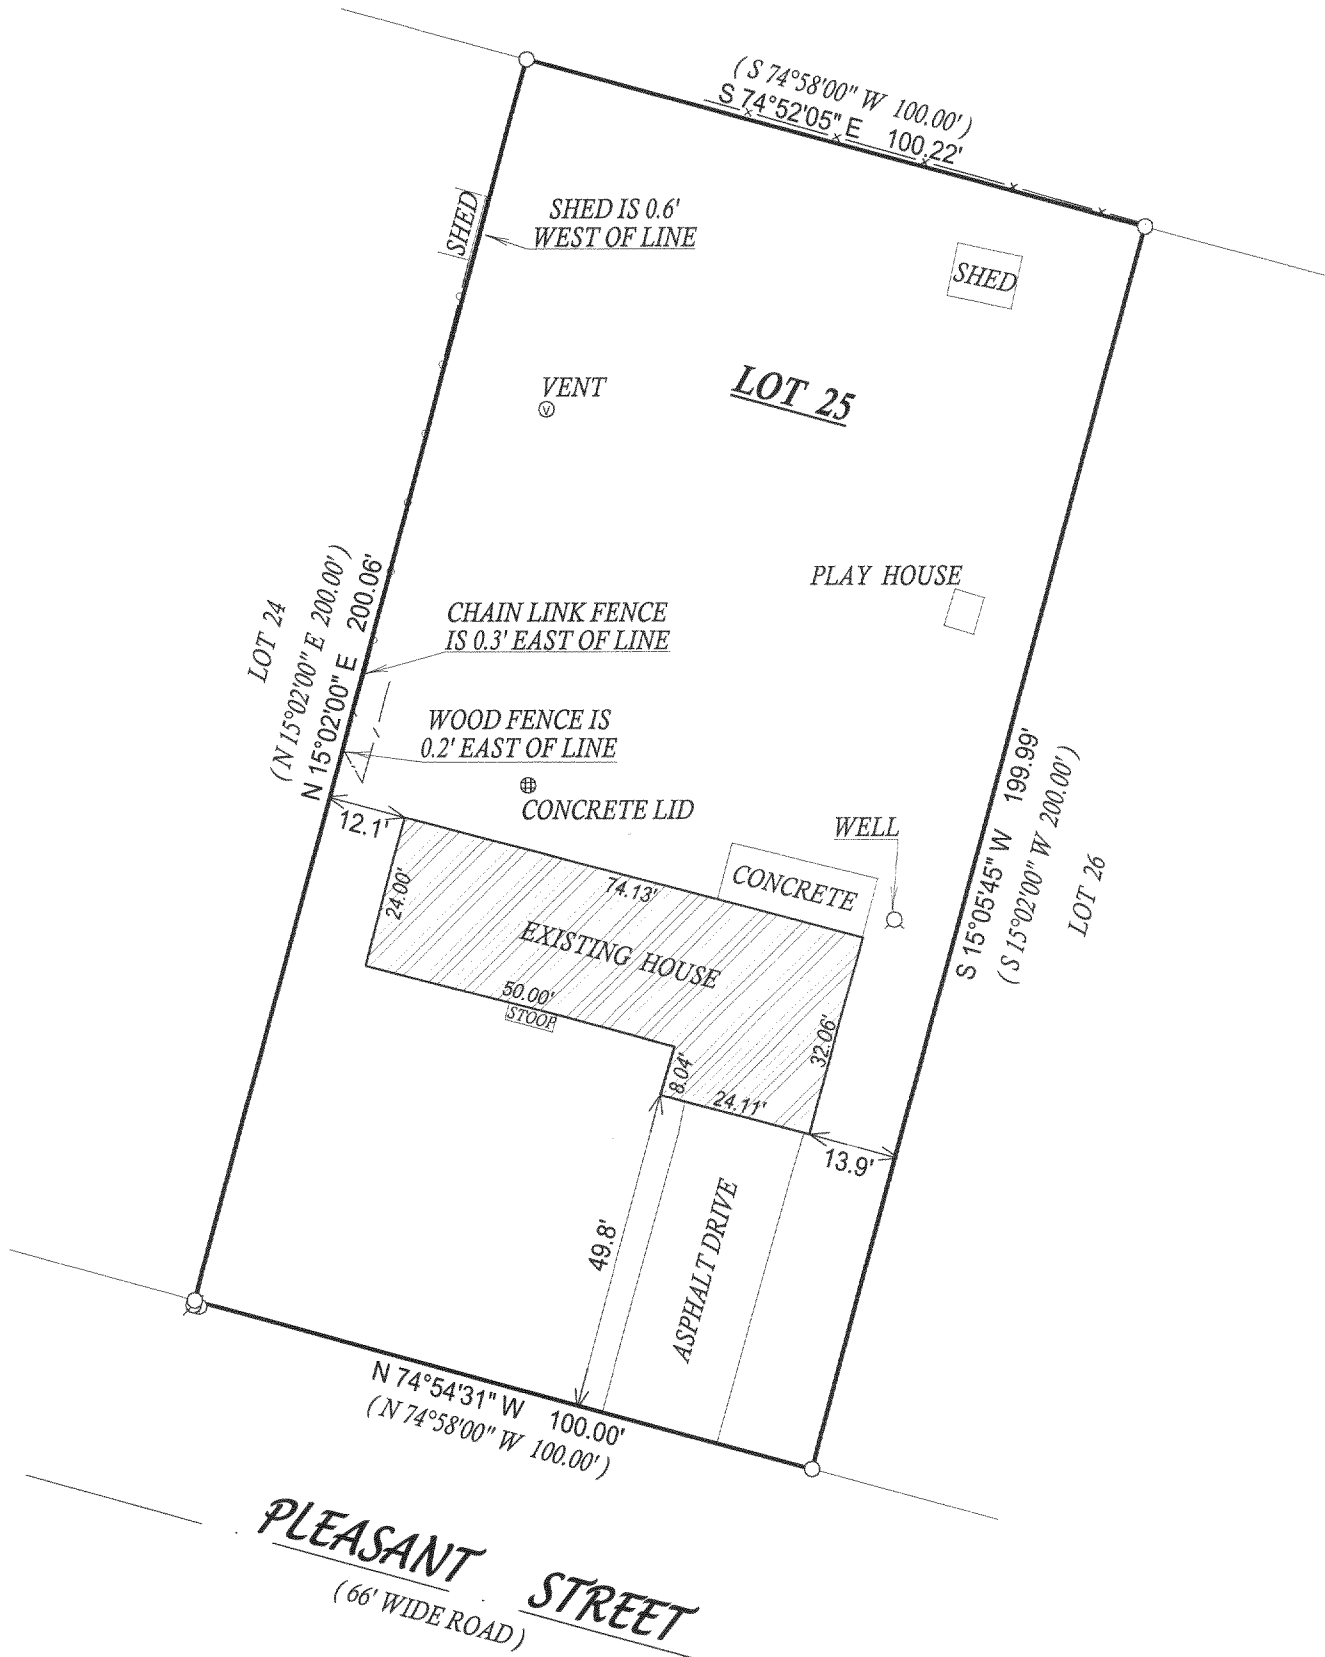 ( S 74°58'00" W 100.00' )
S 74°52'05" E 100.22'
SHED
SHED IS 0.6'
WEST OF LINE
SHED
VENT
V
LOT 25
PLAY HOUSE
LOT 24
( N 15°02'00" E 200.00' )
N 15°02'00" E 200.06'
CHAIN LINK FENCE
IS 0.3' EAST OF LINE
WOOD FENCE IS
0.2' EAST OF LINE
CONCRETE LID
WELL
S 15°05'45" W 199.99'
( S 15°02'00" W 200.00' )
LOT 26
12.1'
24.00'
74.13'
CONCRETE
EXISTING HOUSE
50.00'
STOOP
32.06'
8.04'
24.11'
13.9'
49.8'
ASPHALT DRIVE
N 74°54'31" W 100.00'
( N 74°58'00" W 100.00' )
PLEASANT STREET
( 66' WIDE ROAD )